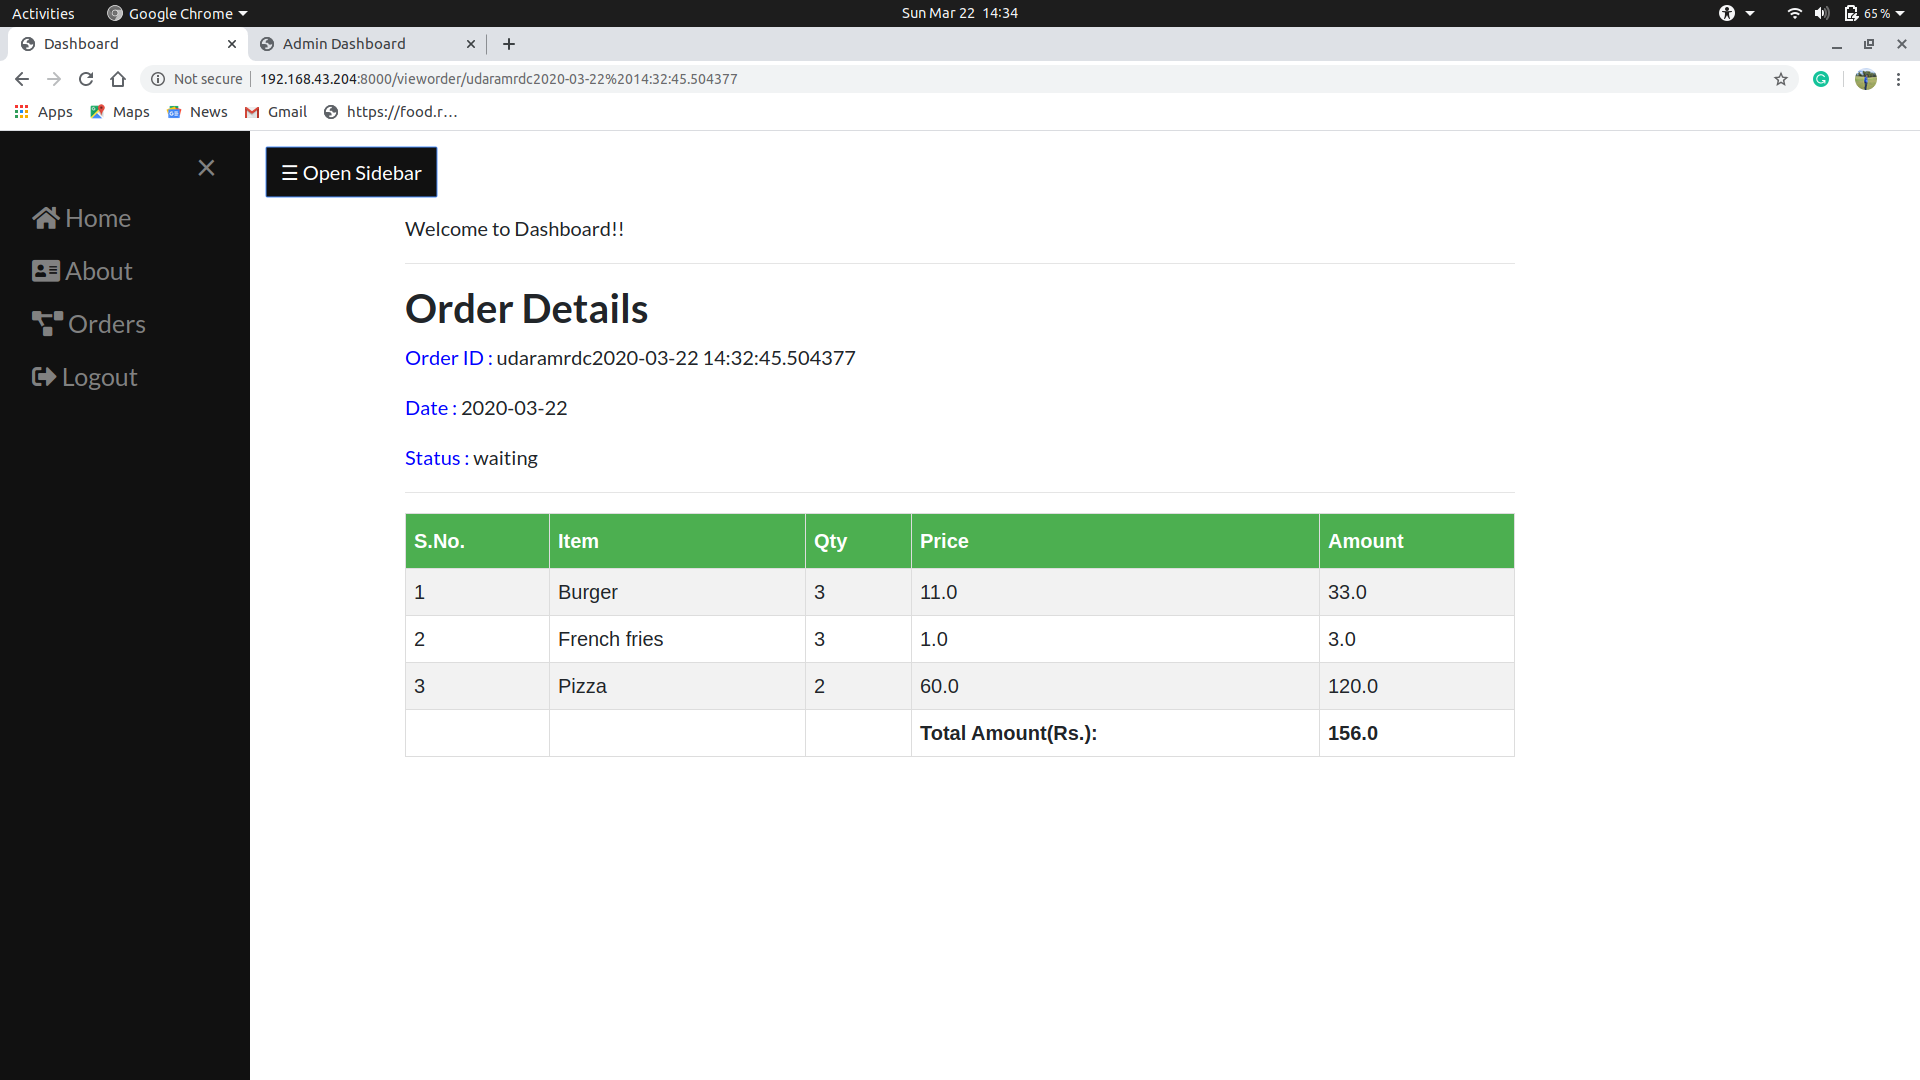 Activities Google Chrome Sun Mar 22 14:34 65 %
Dashboard Admin Dashboard
Not secure 192.168.43.204:8000/vieworder/udaramrdc2020-03-22%2014:32:45.504377
Apps Maps News Gmail https://food.r...
☰ Open Sidebar
Home
About
Orders
Logout
Welcome to Dashboard!!
Order Details
Order ID : udaramrdc2020-03-22 14:32:45.504377
Date : 2020-03-22
Status : waiting
S.No. Item Qty Price Amount
1 Burger 3 11.0 33.0
2 French fries 3 1.0 3.0
3 Pizza 2 60.0 120.0
Total Amount(Rs.): 156.0